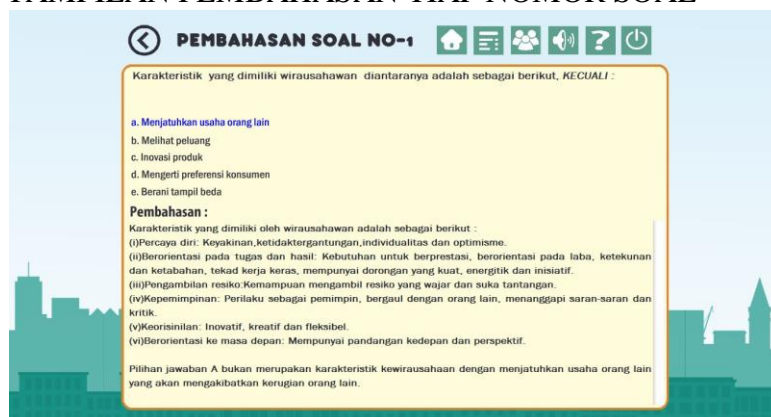 TAMPILAN PEMBAHASAN TIAP NOMOR SOAL
PEMBAHASAN SOAL NO-1
Karakteristik yang dimiliki wirausahawan diantaranya adalah sebagai berikut, KECUALI :
a. Menjatuhkan usaha orang lain
b. Melihat peluang
c. Inovasi produk
d. Mengerti preferensi konsumen
e. Berani tampil beda
Pembahasan :
Karakteristik yang dimiliki oleh wirausahawan adalah sebagai berikut :
(i)Percaya diri: Keyakinan,ketidaktergantungan,individualitas dan optimisme.
(ii)Berorientasi pada tugas dan hasil: Kebutuhan untuk berprestasi, berorientasi pada laba, ketekunan
dan ketabahan, tekad kerja keras, mempunyai dorongan yang kuat, energitik dan inisiatif.
(iii)Pengambilan resiko:Kemampuan mengambil resiko yang wajar dan suka tantangan.
(iv)Kepemimpinan: Perilaku sebagai pemimpin, bergaul dengan orang lain, menanggapi saran-saran dan
kritik.
(v)Keorisinilan: Inovatif, kreatif dan fleksibel.
(vi)Berorientasi ke masa depan: Mempunyai pandangan kedepan dan perspektif.
Pilihan jawaban A bukan merupakan karakteristik kewirausahaan dengan menjatuhkan usaha orang lain
yang akan mengakibatkan kerugian orang lain.